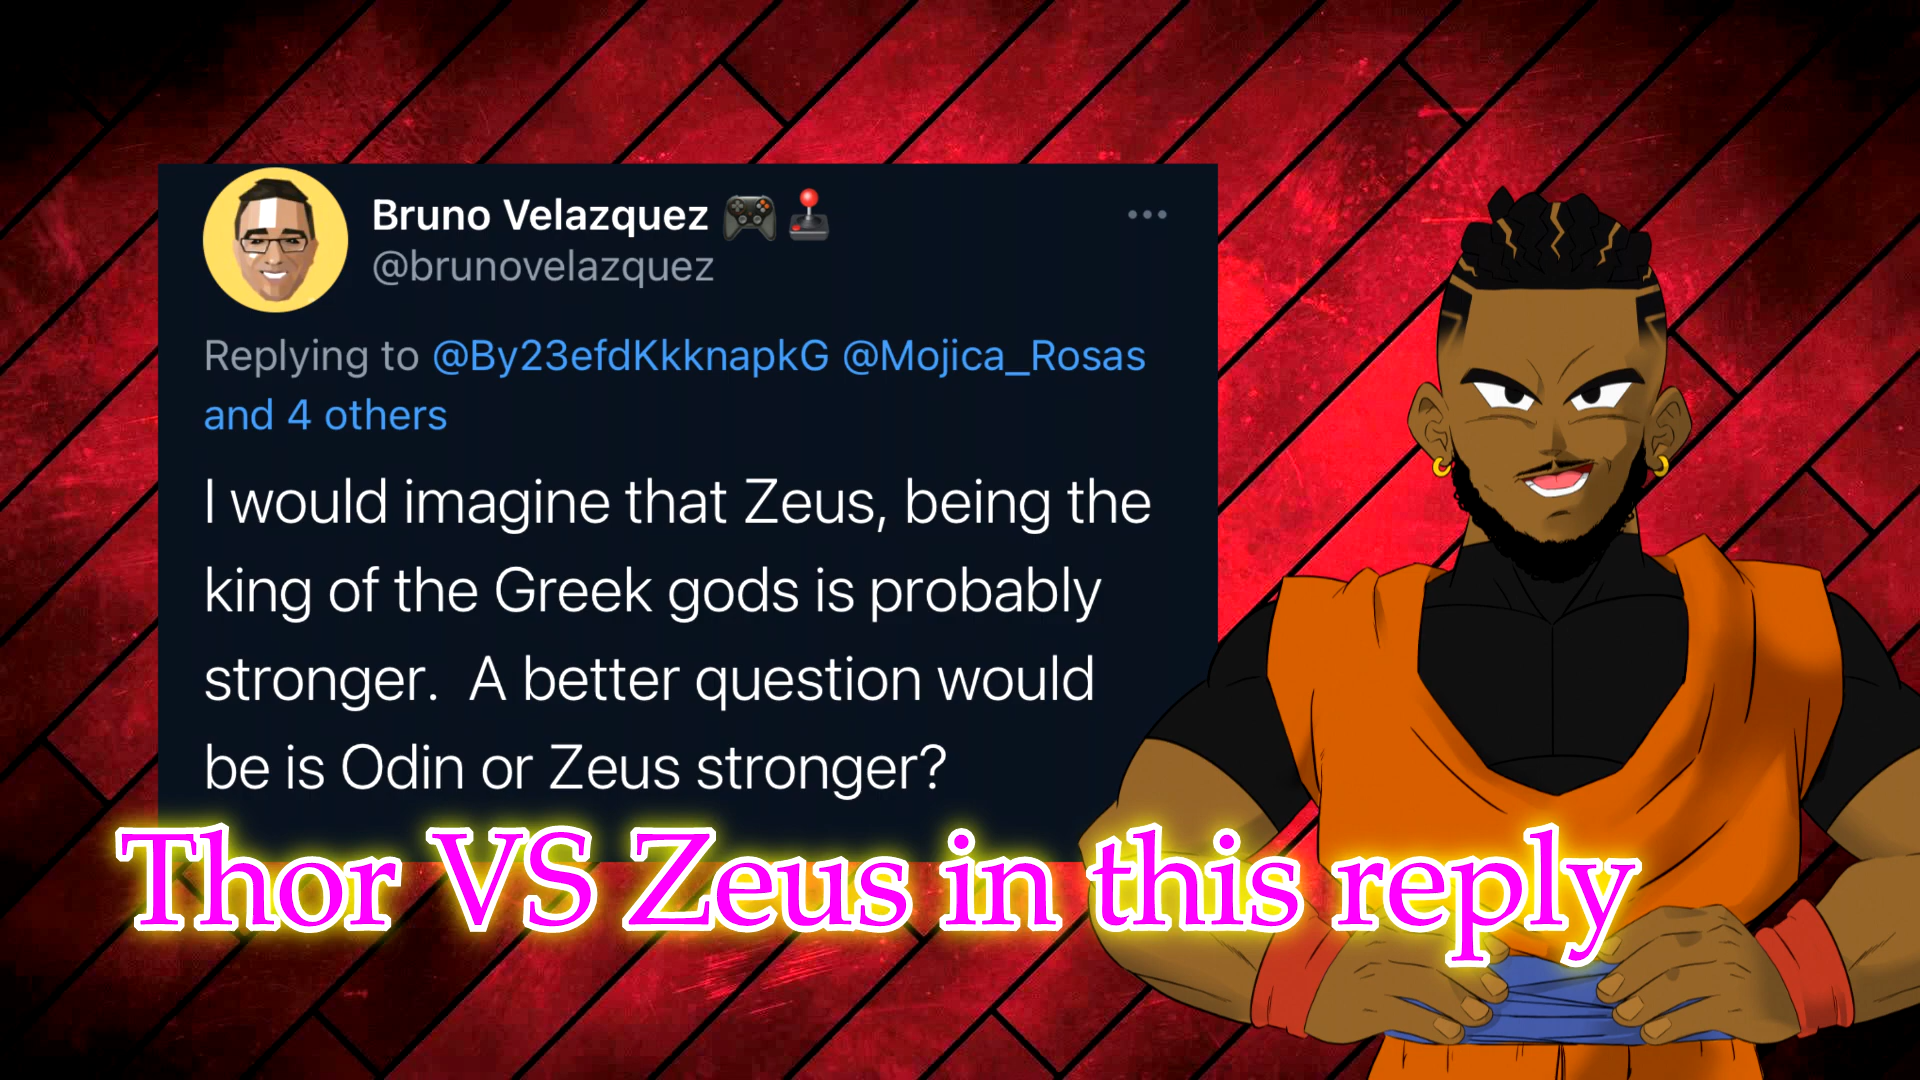 Bruno Velazquez 🎮🕹️
@brunovelazquez
Replying to @By23efdKkknapkG @Mojica_Rosas
and 4 others
I would imagine that Zeus, being the
king of the Greek gods is probably
stronger.  A better question would
be is Odin or Zeus stronger?
Thor VS Zeus in this reply